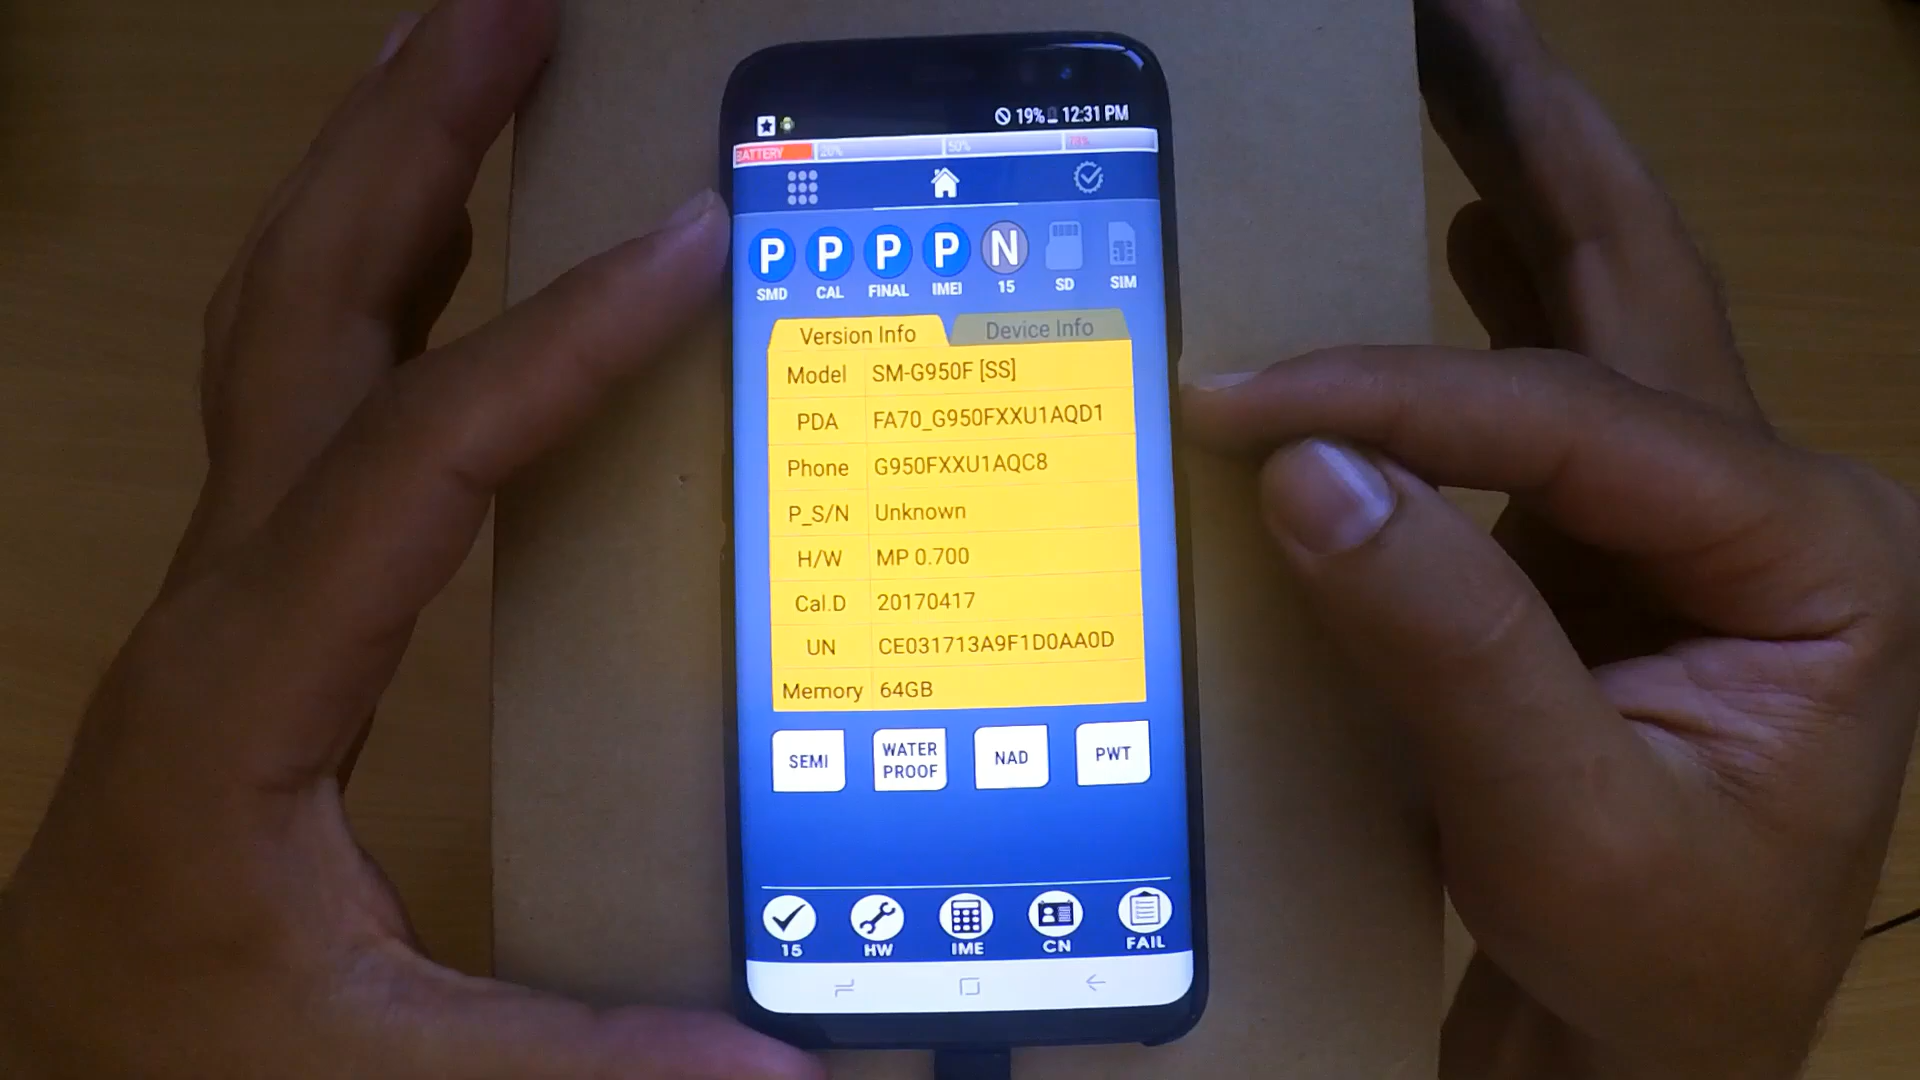 19% 12:31 PM
BATTERY 20% 50%
P P P P N
SMD CAL FINAL IMEI 15 SD SIM
Version Info Device Info
Model SM-G950F [SS]
PDA FA70_G950FXXU1AQD1
Phone G950FXXU1AQC8
P_S/N Unknown
H/W MP 0.700
Cal.D 20170417
UN CE031713A9F1D0AA0D
Memory 64GB
SEMI WATER PROOF NAD PWT
15 HW IME CN FAIL